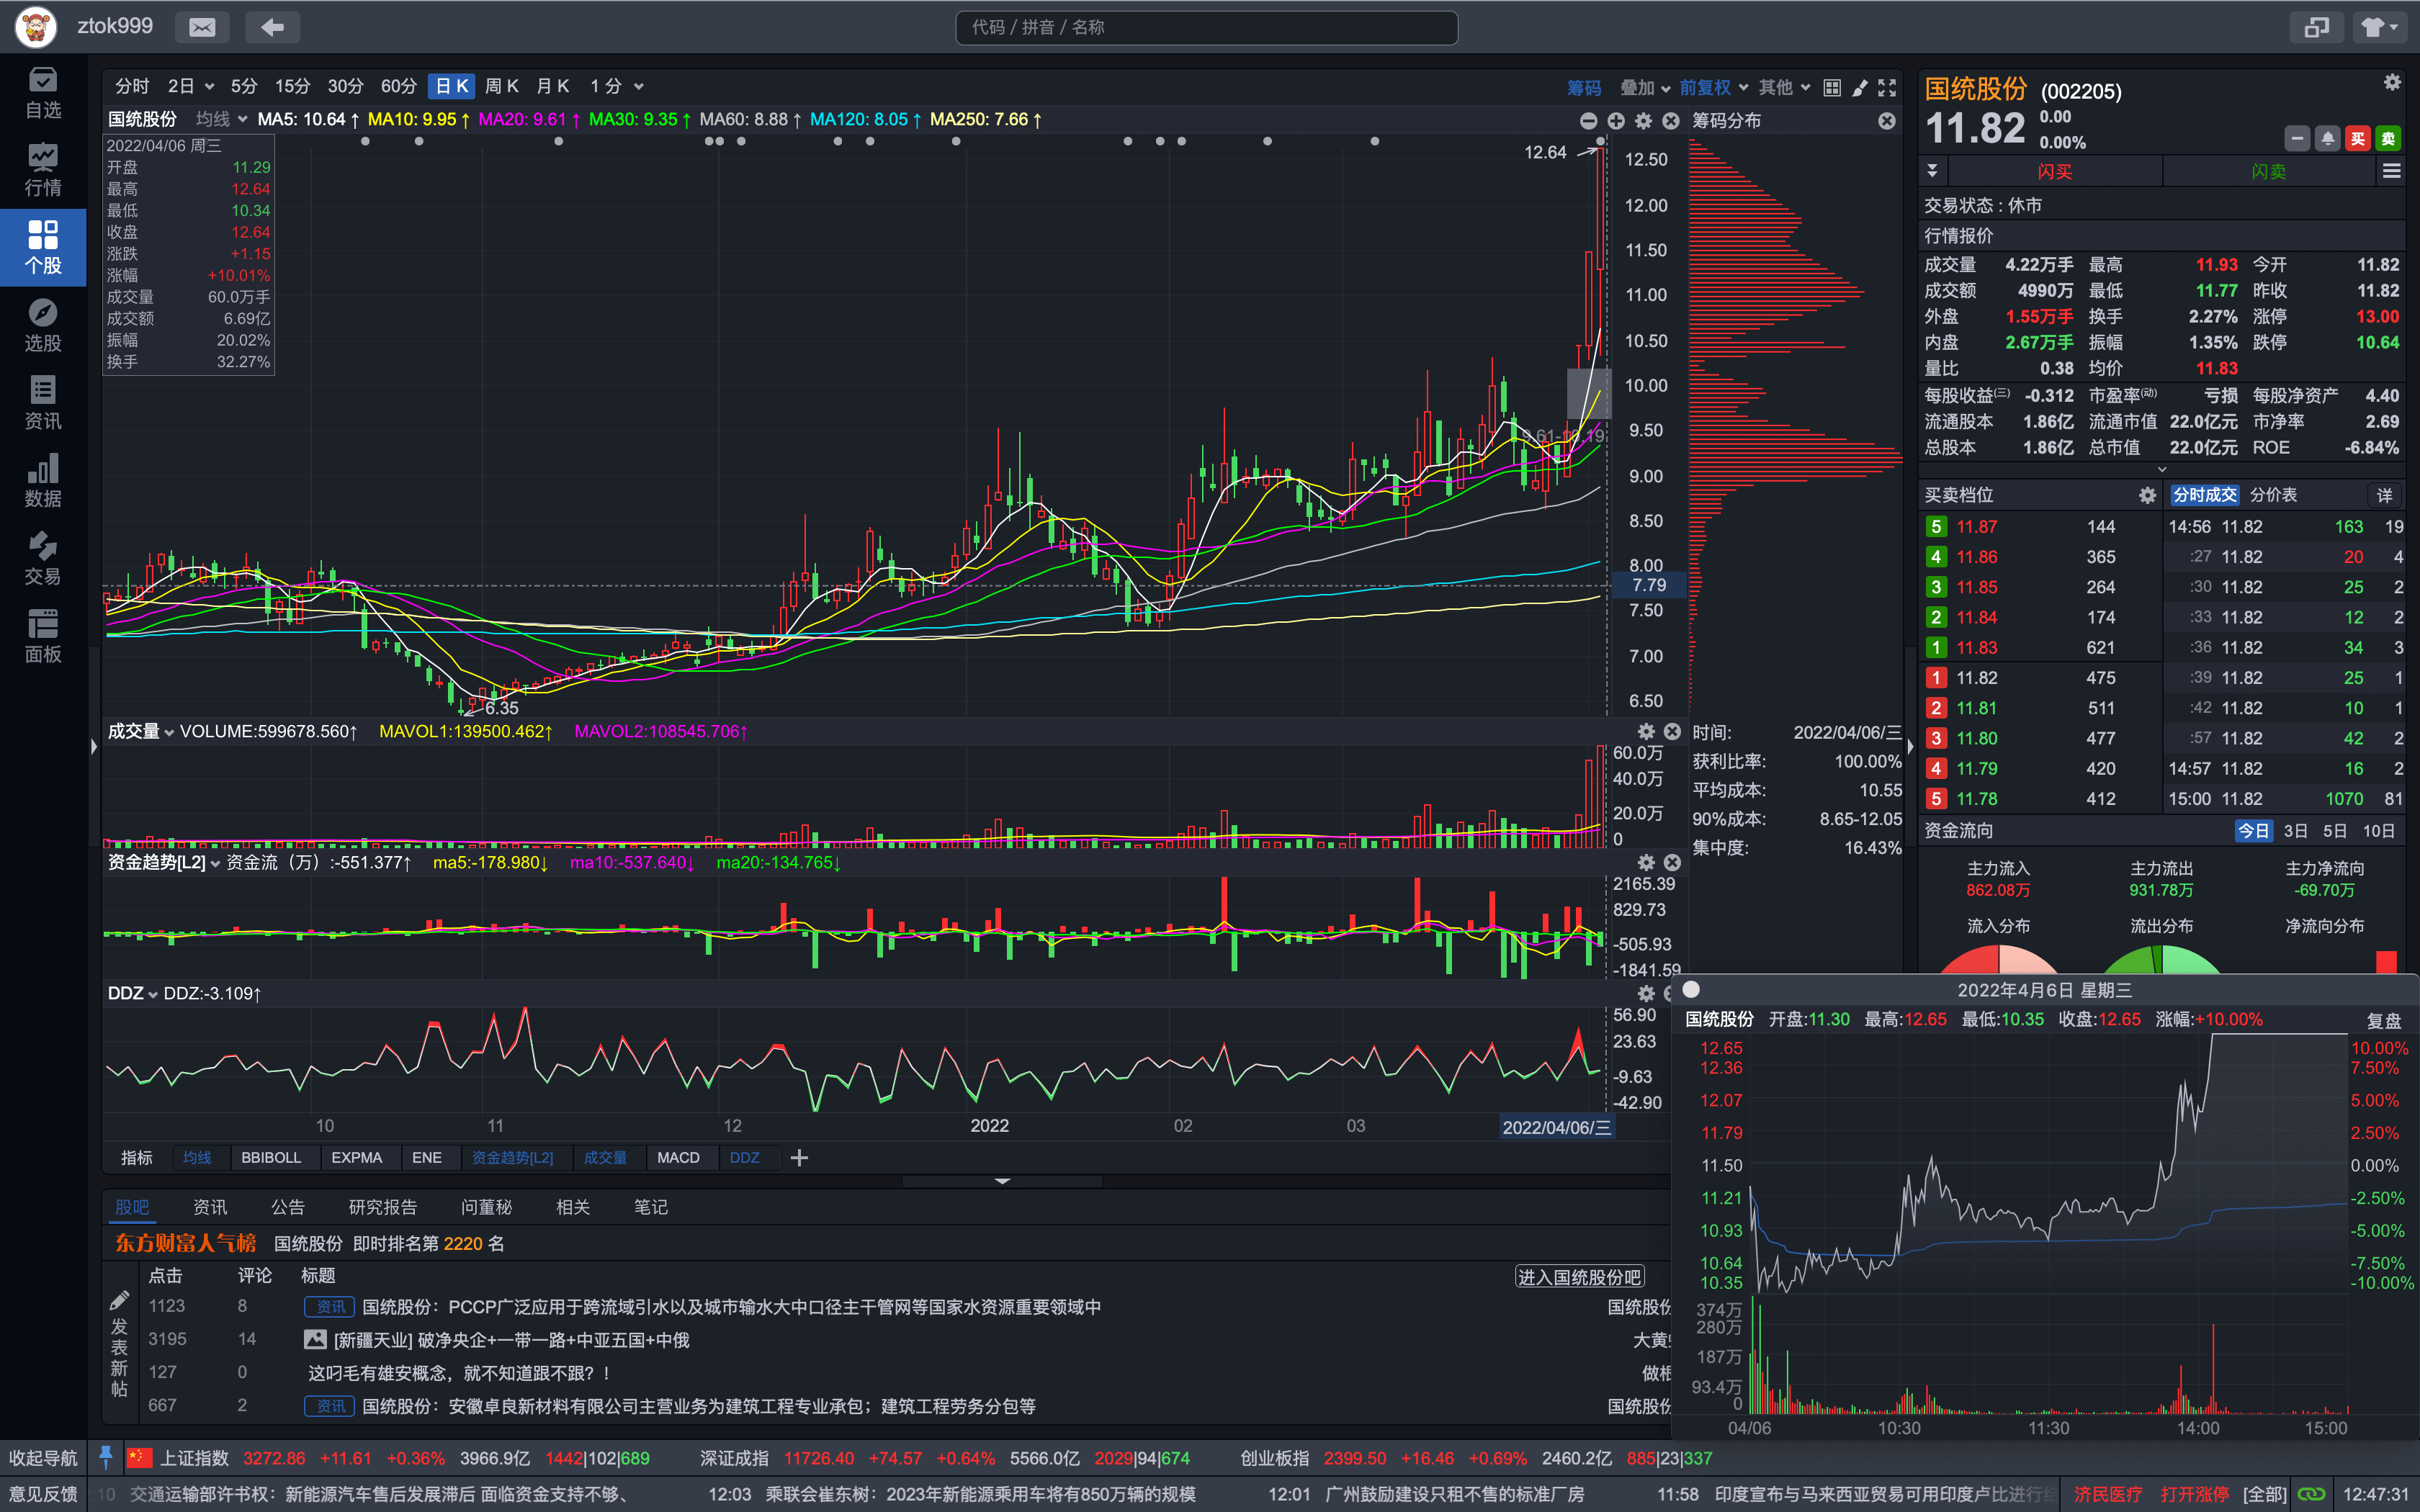 ztok999
代码 / 拼音 / 名称
自选
行情
个股
选股
资讯
数据
交易
面板
分时 2日 5分 15分 30分 60分 日K 周K 月K 1分
筹码 叠加 前复权 其他
国统股份 均线 MA5: 10.64↑ MA10: 9.95↑ MA20: 9.61↑ MA30: 9.35↑ MA60: 8.88↑ MA120: 8.05↑ MA250: 7.66↑
筹码分布
2022/04/06 周三
开盘 11.29
最高 12.64
最低 10.34
收盘 12.64
涨跌 +1.15
涨幅 +10.01%
成交量 60.0万手
成交额 6.69亿
振幅 20.02%
换手 32.27%
12.64
9.61-10.19
6.35
12.50
12.00
11.50
11.00
10.50
10.00
9.50
9.00
8.50
8.00
7.79
7.50
7.00
6.50
成交量 VOLUME:599678.560↑ MAVOL1:139500.462↑ MAVOL2:108545.706↑
60.0万
40.0万
20.0万
0
时间: 2022/04/06/三
获利比率: 100.00%
平均成本: 10.55
90%成本: 8.65-12.05
集中度: 16.43%
资金趋势[L2] 资金流（万）:-551.377↑ ma5:-178.980↓ ma10:-537.640↓ ma20:-134.765↓
2165.39
829.73
-505.93
-1841.59
DDZ DDZ:-3.109↑
56.90
23.63
-9.63
-42.90
10 11 12 2022 02 03 2022/04/06/三
指标 均线 BBIBOLL EXPMA ENE 资金趋势[L2] 成交量 MACD DDZ
股吧 资讯 公告 研究报告 问董秘 相关 笔记
东方财富人气榜 国统股份 即时排名第 2220 名
点击 评论 标题
进入国统股份吧
发表新帖
1123 8 资讯 国统股份：PCCP广泛应用于跨流域引水以及城市输水大中口径主干管网等国家水资源重要领域中 国统股份
3195 14 [新疆天业] 破净央企+一带一路+中亚五国+中俄 大黄
127 0 这叼毛有雄安概念，就不知道跟不跟？！ 做根
667 2 资讯 国统股份：安徽卓良新材料有限公司主营业务为建筑工程专业承包；建筑工程劳务分包等 国统股份
国统股份 (002205)
11.82 0.00
0.00%
买 卖
闪买 闪卖
交易状态 : 休市
行情报价
成交量 4.22万手 最高 11.93 今开 11.82
成交额 4990万 最低 11.77 昨收 11.82
外盘 1.55万手 换手 2.27% 涨停 13.00
内盘 2.67万手 振幅 1.35% 跌停 10.64
量比 0.38 均价 11.83
每股收益(三) -0.312 市盈率(动) 亏损 每股净资产 4.40
流通股本 1.86亿 流通市值 22.0亿元 市净率 2.69
总股本 1.86亿 总市值 22.0亿元 ROE -6.84%
买卖档位 分时成交 分价表 详
5 11.87 144 14:56 11.82 163 19
4 11.86 365 :27 11.82 20 4
3 11.85 264 :30 11.82 25 2
2 11.84 174 :33 11.82 12 2
1 11.83 621 :36 11.82 34 3
1 11.82 475 :39 11.82 25 1
2 11.81 511 :42 11.82 10 1
3 11.80 477 :57 11.82 42 2
4 11.79 420 14:57 11.82 16 2
5 11.78 412 15:00 11.82 1070 81
资金流向 今日 3日 5日 10日
主力流入 主力流出 主力净流向
862.08万 931.78万 -69.70万
流入分布 流出分布 净流向分布
2022年4月6日 星期三
国统股份 开盘:11.30 最高:12.65 最低:10.35 收盘:12.65 涨幅:+10.00% 复盘
12.65 10.00%
12.36 7.50%
12.07 5.00%
11.79 2.50%
11.50 0.00%
11.21 -2.50%
10.93 -5.00%
10.64 -7.50%
10.35 -10.00%
374万
280万
187万
93.4万
0
04/06 10:30 11:30 14:00 15:00
收起导航 上证指数 3272.86 +11.61 +0.36% 3966.9亿 1442|102|689 深证成指 11726.40 +74.57 +0.64% 5566.0亿 2029|94|674 创业板指 2399.50 +16.46 +0.69% 2460.2亿 885|23|337
意见反馈 :10 交通运输部许书权：新能源汽车售后发展滞后 面临资金支持不够、 12:03 乘联会崔东树：2023年新能源乘用车将有850万辆的规模 12:01 广州鼓励建设只租不售的标准厂房 11:58 印度宣布与马来西亚贸易可用印度卢比进行 济民医疗 打开涨停 [全部] 12:47:31